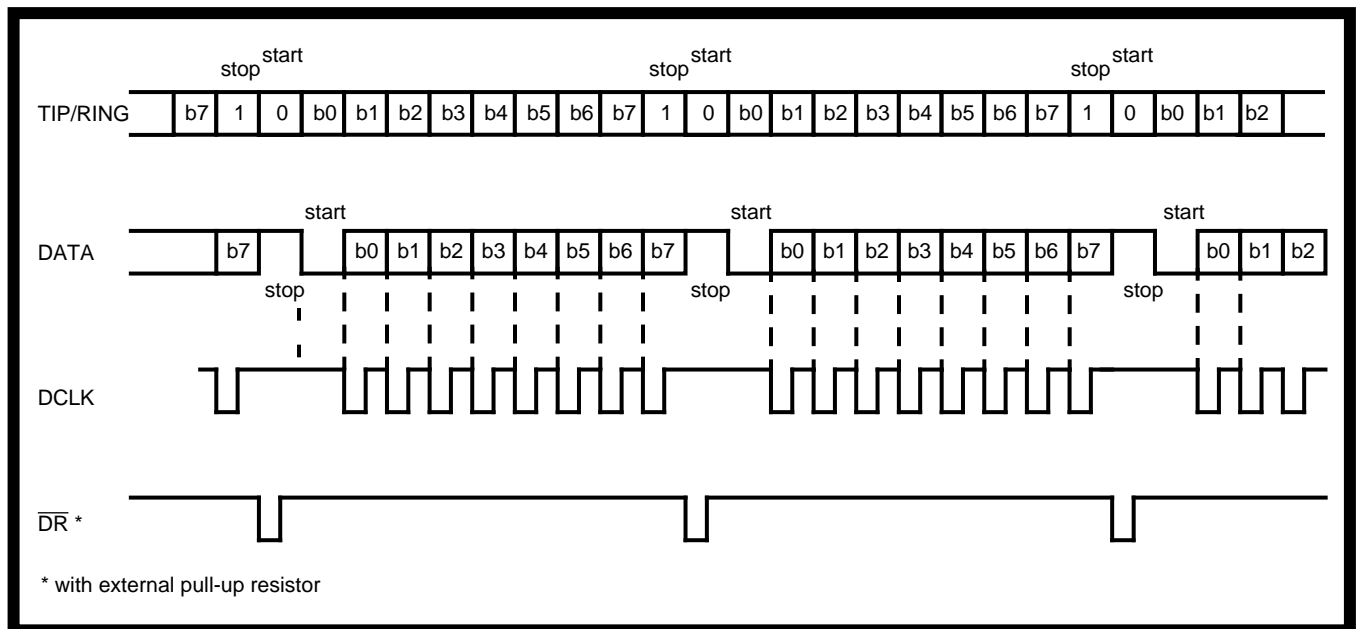 stop start stop start stop start
TIP/RING b7 1 0 b0 b1 b2 b3 b4 b5 b6 b7 1 0 b0 b1 b2 b3 b4 b5 b6 b7 1 0 b0 b1 b2
start start start
DATA b7 b0 b1 b2 b3 b4 b5 b6 b7 b0 b1 b2 b3 b4 b5 b6 b7 b0 b1 b2
stop stop stop
DCLK
D̅R̅ *
* with external pull-up resistor